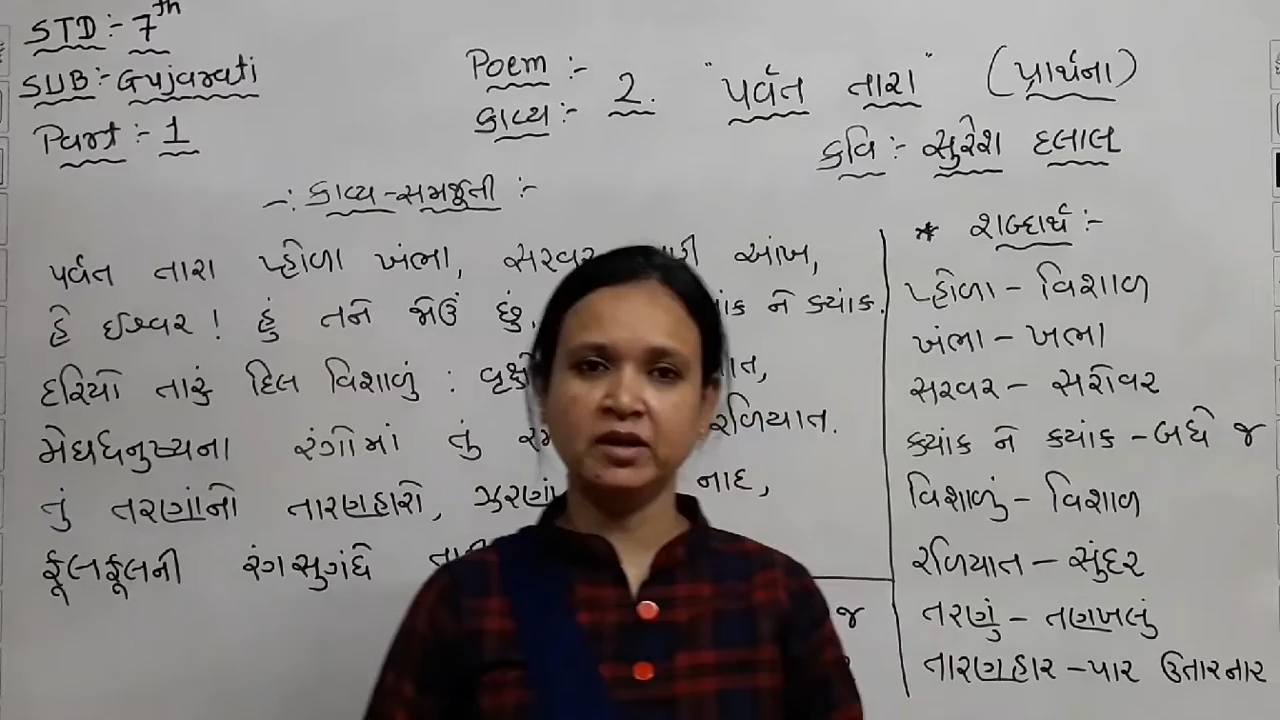 STD :- 7th
SUB :- Gujarati
Part :- 1
Poem :-
કાવ્ય :- 2. "પર્વત તારા" (પ્રાર્થના)
કવિ :- સુરેશ દલાલ
-: કાવ્ય-સમજૂતી :-
પર્વત તારા પ્હોળા ખંભા, સરવર આંખ,
હે ઈશ્વર ! હું તને જોઉં છું, ને ક્યાંક.
દરિયો તારું દિલ વિશાળું :
મેઘધનુષ્યના રંગોમાં તું રળિયાત.
તું તરણાંનો તારણહારો, નાદ,
ફૂલફૂલની રંગસુગંધે
જ
* શબ્દાર્થ :-
પ્હોળા - વિશાળ
ખંભા - ખભા
સરવર - સરોવર
ક્યાંક ને ક્યાંક - બધે જ
વિશાળું - વિશાળ
રળિયાત - સુંદર
તરણું - તણખલું
તારણહાર - પાર ઉતારનાર